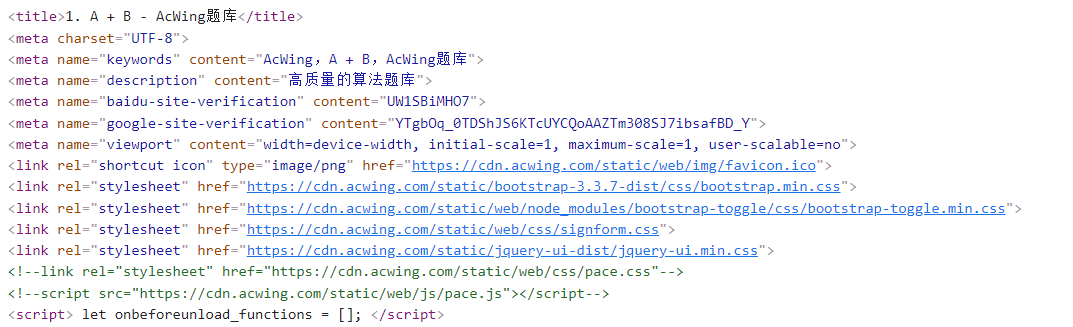 <title>1. A + B - AcWing题库</title>
<meta charset="UTF-8">
<meta name="keywords" content="AcWing，A + B，AcWing题库">
<meta name="description" content="高质量的算法题库">
<meta name="baidu-site-verification" content="UW1SBiMHO7">
<meta name="google-site-verification" content="YTgbOq_0TDShJS6KTcUYCQoAAZTm308SJ7ibsafBD_Y">
<meta name="viewport" content="width=device-width, initial-scale=1, maximum-scale=1, user-scalable=no">
<link rel="shortcut icon" type="image/png" href="https://cdn.acwing.com/static/web/img/favicon.ico">
<link rel="stylesheet" href="https://cdn.acwing.com/static/bootstrap-3.3.7-dist/css/bootstrap.min.css">
<link rel="stylesheet" href="https://cdn.acwing.com/static/web/node_modules/bootstrap-toggle/css/bootstrap-toggle.min.css">
<link rel="stylesheet" href="https://cdn.acwing.com/static/web/css/signform.css">
<link rel="stylesheet" href="https://cdn.acwing.com/static/jquery-ui-dist/jquery-ui.min.css">
<!--link rel="stylesheet" href="https://cdn.acwing.com/static/web/css/pace.css"-->
<!--script src="https://cdn.acwing.com/static/web/js/pace.js"></script-->
<script> let onbeforeunload_functions = []; </script>